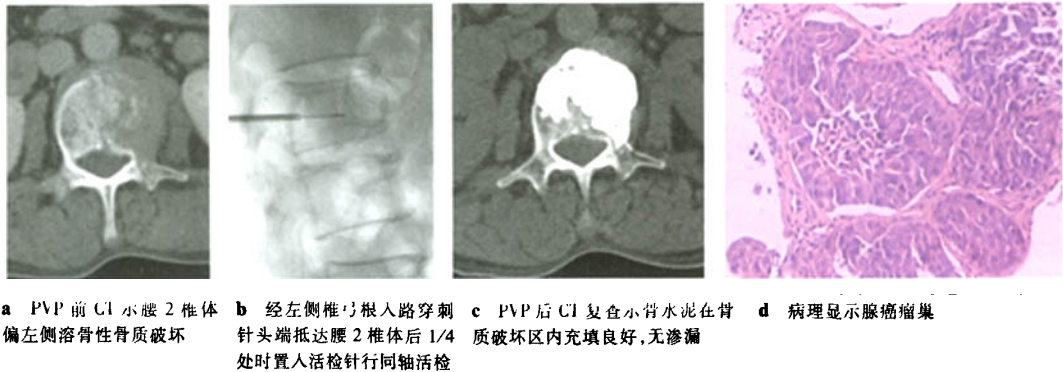 a PVP 前 CT 示腰 2 椎体
偏左侧溶骨性骨质破坏
b 经左侧椎弓根入路穿刺
针头端抵达腰 2 椎体后 1/4
处时置入活检针行同轴活检
c PVP 后 CT 复查示骨水泥在骨
质破坏区内充填良好,无渗漏
d 病理显示腺癌瘤巢